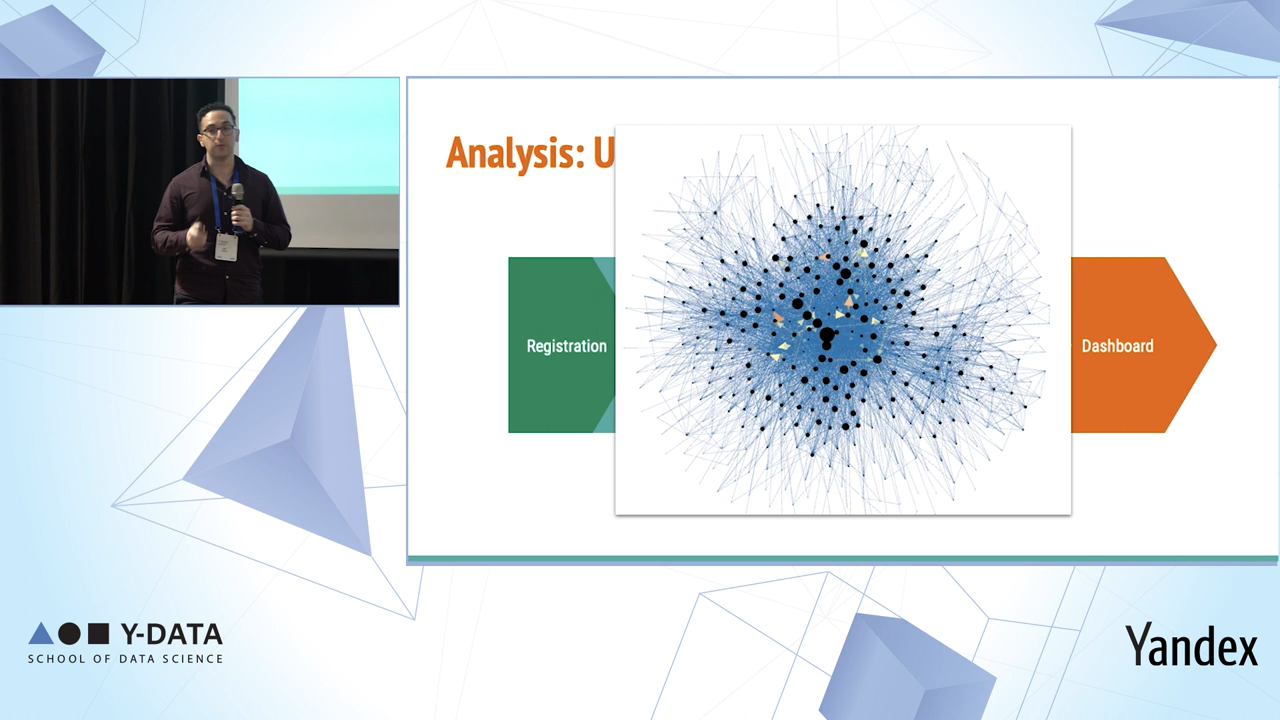 Analysis: U
Registration
Dashboard
Y-DATA
SCHOOL OF DATA SCIENCE
Yandex